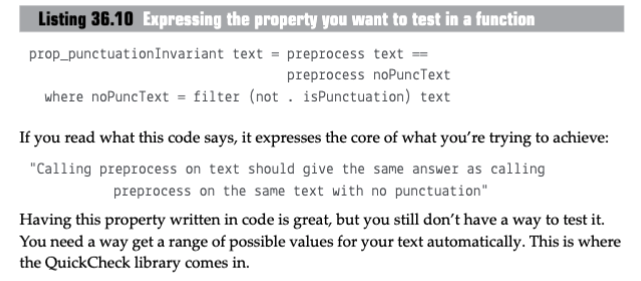 Listing 36.10 Expressing the property you want to test in a function
prop_punctuationInvariant text = preprocess text ==
preprocess noPuncText
where noPuncText = filter (not . isPunctuation) text
If you read what this code says, it expresses the core of what you're trying to achieve:
"Calling preprocess on text should give the same answer as calling
preprocess on the same text with no punctuation"
Having this property written in code is great, but you still don't have a way to test it.
You need a way get a range of possible values for your text automatically. This is where
the QuickCheck library comes in.